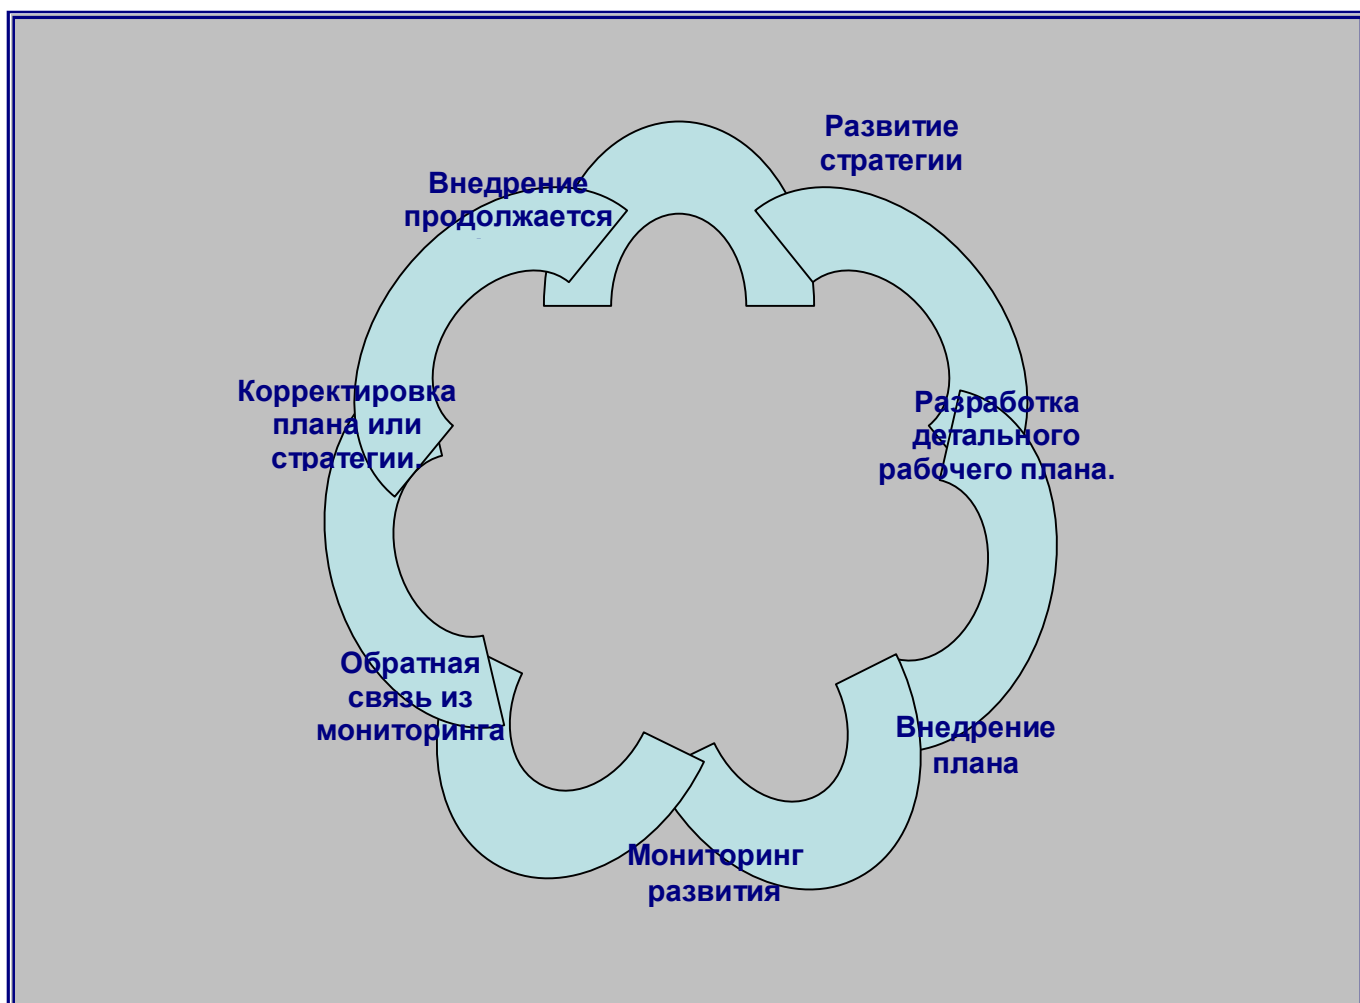 Развитие
стратегии
Внедрение
продолжается
Корректировка
плана или
стратегии.
Разработка
детального
рабочего плана.
Обратная
связь из
мониторинга
Внедрение
плана
Мониторинг
развития